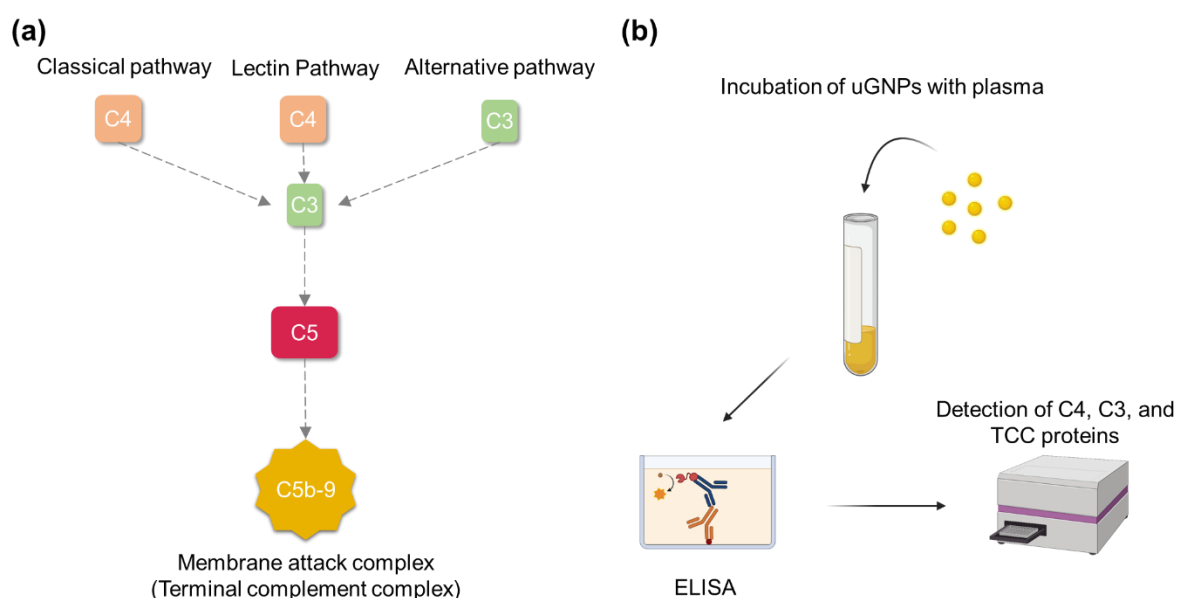 (a)
Classical pathway
Lectin Pathway
Alternative pathway
C4
C4
C3
C3
C5
C5b-9
Membrane attack complex
(Terminal complement complex)
(b)
Incubation of uGNPs with plasma
Detection of C4, C3, and
TCC proteins
ELISA